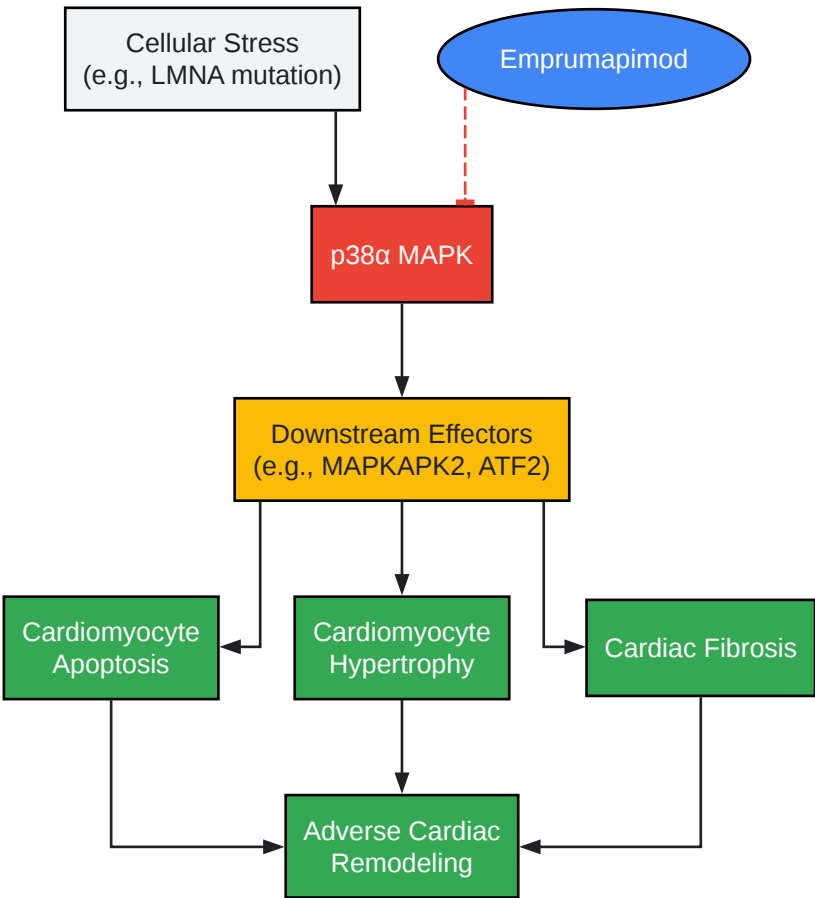 Cellular Stress
(e.g., LMNA mutation)
Emprumapimod
p38α MAPK
Downstream Effectors
(e.g., MAPKAPK2, ATF2)
Cardiomyocyte
Apoptosis
Cardiomyocyte
Hypertrophy
Cardiac Fibrosis
Adverse Cardiac
Remodeling